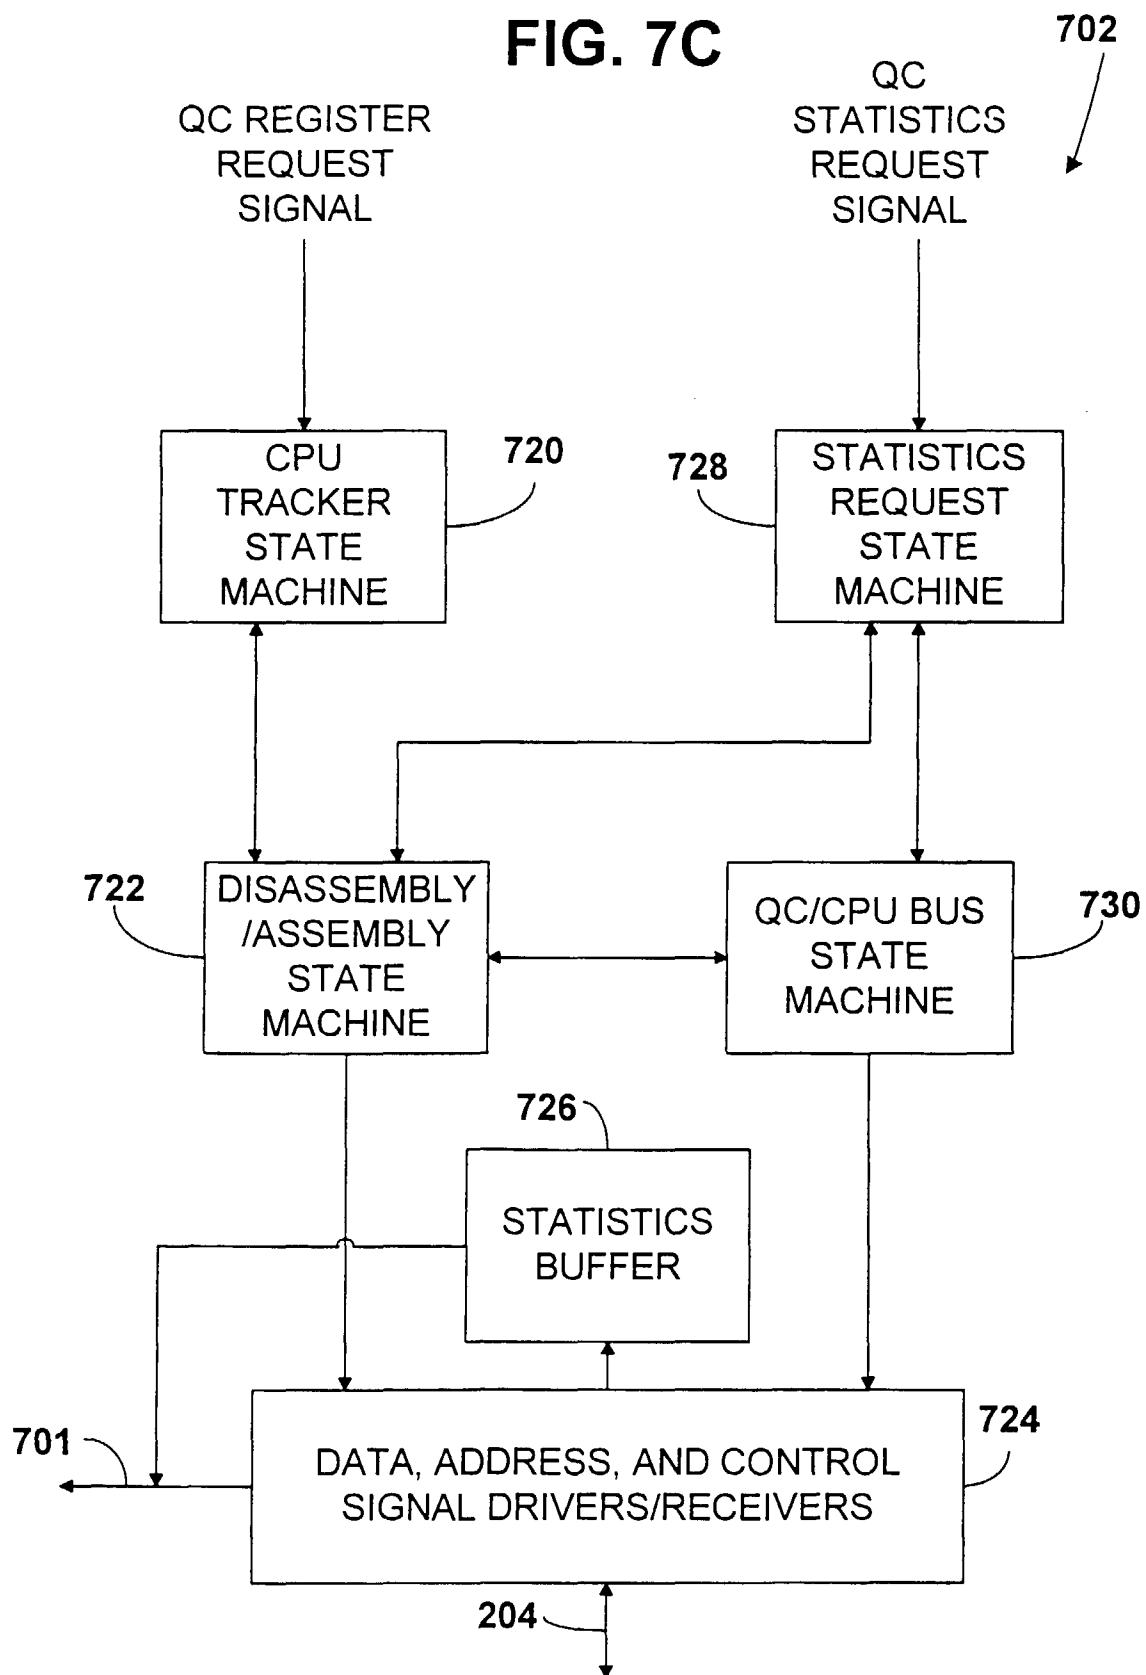 FIG. 7C
702
QC REGISTER
REQUEST
SIGNAL
QC
STATISTICS
REQUEST
SIGNAL
CPU
TRACKER
STATE
MACHINE
720
728
STATISTICS
REQUEST
STATE
MACHINE
722
DISASSEMBLY
/ASSEMBLY
STATE
MACHINE
QC/CPU BUS
STATE
MACHINE
730
726
STATISTICS
BUFFER
701
DATA, ADDRESS, AND CONTROL
SIGNAL DRIVERS/RECEIVERS
724
204